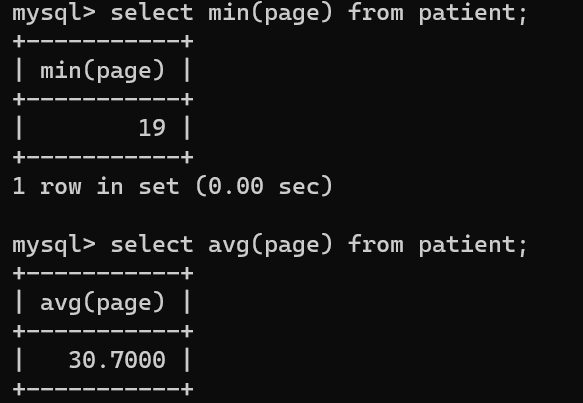 mysql> select min(page) from patient;
+-----------+
| min(page) |
+-----------+
|        19 |
+-----------+
1 row in set (0.00 sec)

mysql> select avg(page) from patient;
+-----------+
| avg(page) |
+-----------+
|   30.7000 |
+-----------+